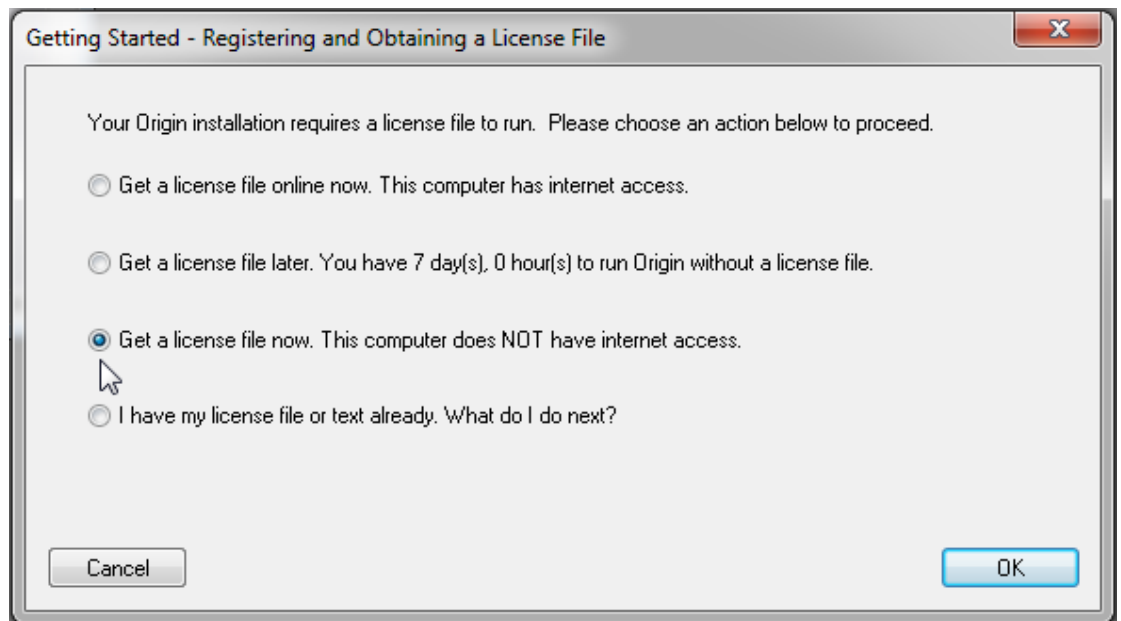 Getting Started - Registering and Obtaining a License File
Your Origin installation requires a license file to run.  Please choose an action below to proceed.
Get a license file online now. This computer has internet access.
Get a license file later. You have 7 day(s), 0 hour(s) to run Origin without a license file.
Get a license file now. This computer does NOT have internet access.
I have my license file or text already. What do I do next?
Cancel
OK